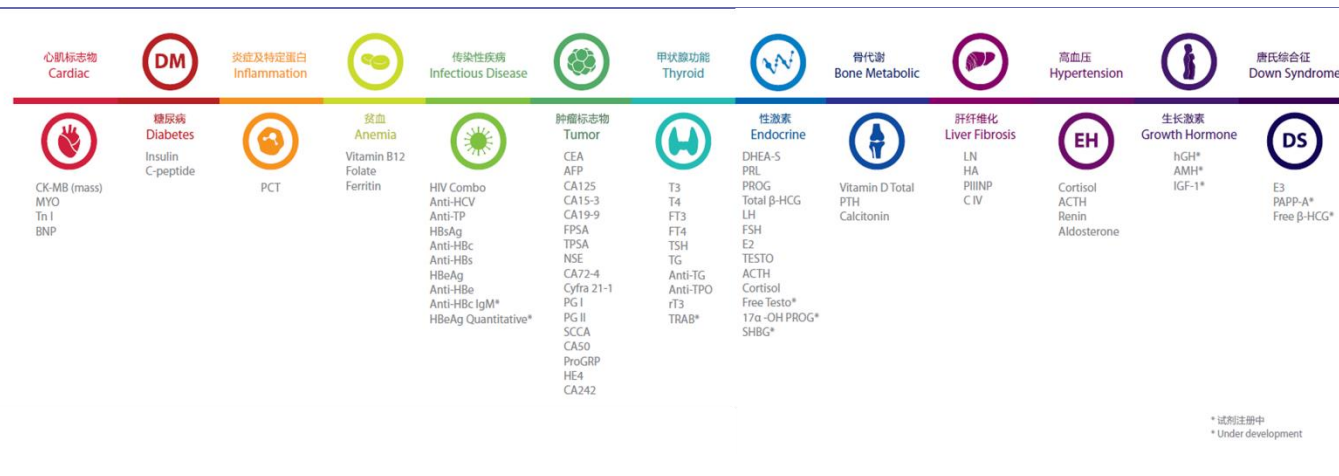 心肌标志物
Cardiac
CK-MB (mass)
MYO
Tn I
BNP
DM
糖尿病
Diabetes
Insulin
C-peptide
炎症及特定蛋白
Inflammation
PCT
贫血
Anemia
Vitamin B12
Folate
Ferritin
传染性疾病
Infectious Disease
HIV Combo
Anti-HCV
Anti-TP
HBsAg
Anti-HBc
Anti-HBs
HBeAg
Anti-HBe
Anti-HBc IgM*
HBeAg Quantitative*
肿瘤标志物
Tumor
CEA
AFP
CA125
CA15-3
CA19-9
FPSA
TPSA
NSE
CA72-4
Cyfra 21-1
PG I
PG II
SCCA
CA50
ProGRP
HE4
CA242
甲状腺功能
Thyroid
T3
T4
FT3
FT4
TSH
TG
Anti-TG
Anti-TPO
rT3
TRAB*
性激素
Endocrine
DHEA-S
PRL
PROG
Total β-HCG
LH
FSH
E2
TESTO
ACTH
Cortisol
Free Testo*
17α -OH PROG*
SHBG*
骨代谢
Bone Metabolic
Vitamin D Total
PTH
Calcitonin
肝纤维化
Liver Fibrosis
LN
HA
PIIINP
C IV
高血压
Hypertension
EH
Cortisol
ACTH
Renin
Aldosterone
生长激素
Growth Hormone
hGH*
AMH*
IGF-1*
唐氏综合征
Down Syndrome
DS
E3
PAPP-A*
Free β-HCG*
* 试剂注册中
* Under development